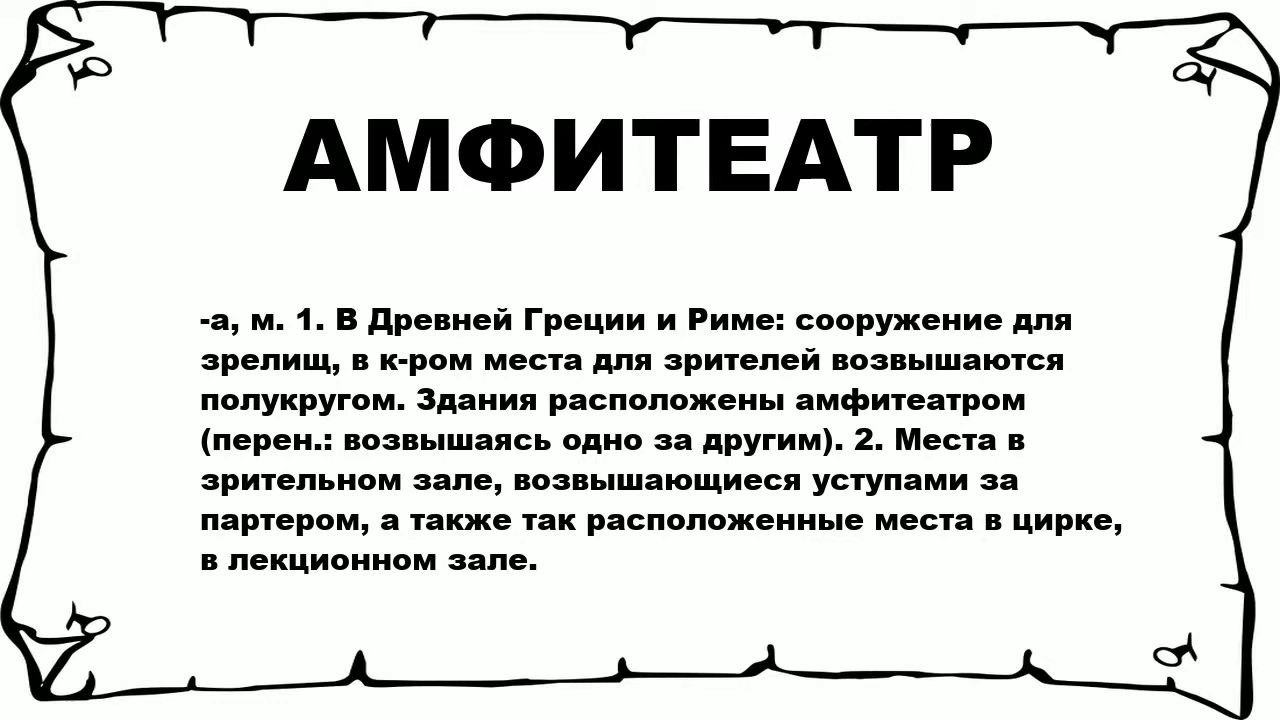 АМФИТЕАТР
-а, м. 1. В Древней Греции и Риме: сооружение для
зрелищ, в к-ром места для зрителей возвышаются
полукругом. Здания расположены амфитеатром
(перен.: возвышаясь одно за другим). 2. Места в
зрительном зале, возвышающиеся уступами за
партером, а также так расположенные места в цирке,
в лекционном зале.